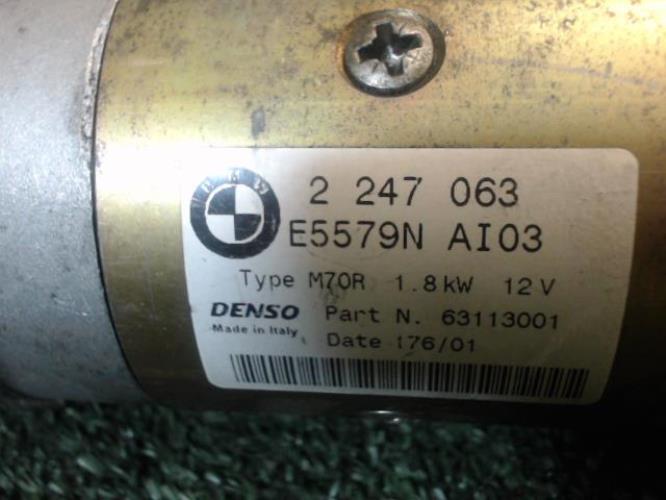 BMW
2 247 063
E5579N AI03
Type M70R 1.8kW 12V
DENSO Part N. 63113001
Made in Italy
Date 176/01